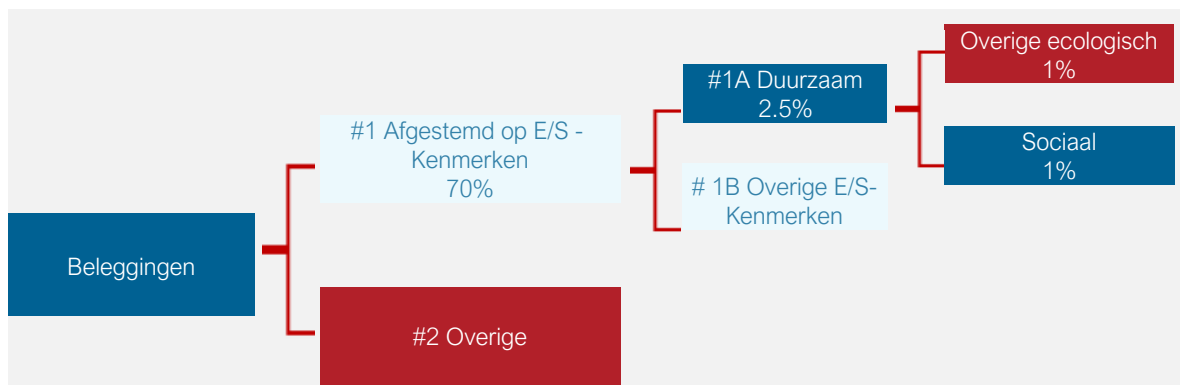 Beleggingen
#1 Afgestemd op E/S -
Kenmerken
70%
#2 Overige
#1A Duurzaam
2.5%
# 1B Overige E/S-
Kenmerken
Overige ecologisch
1%
Sociaal
1%